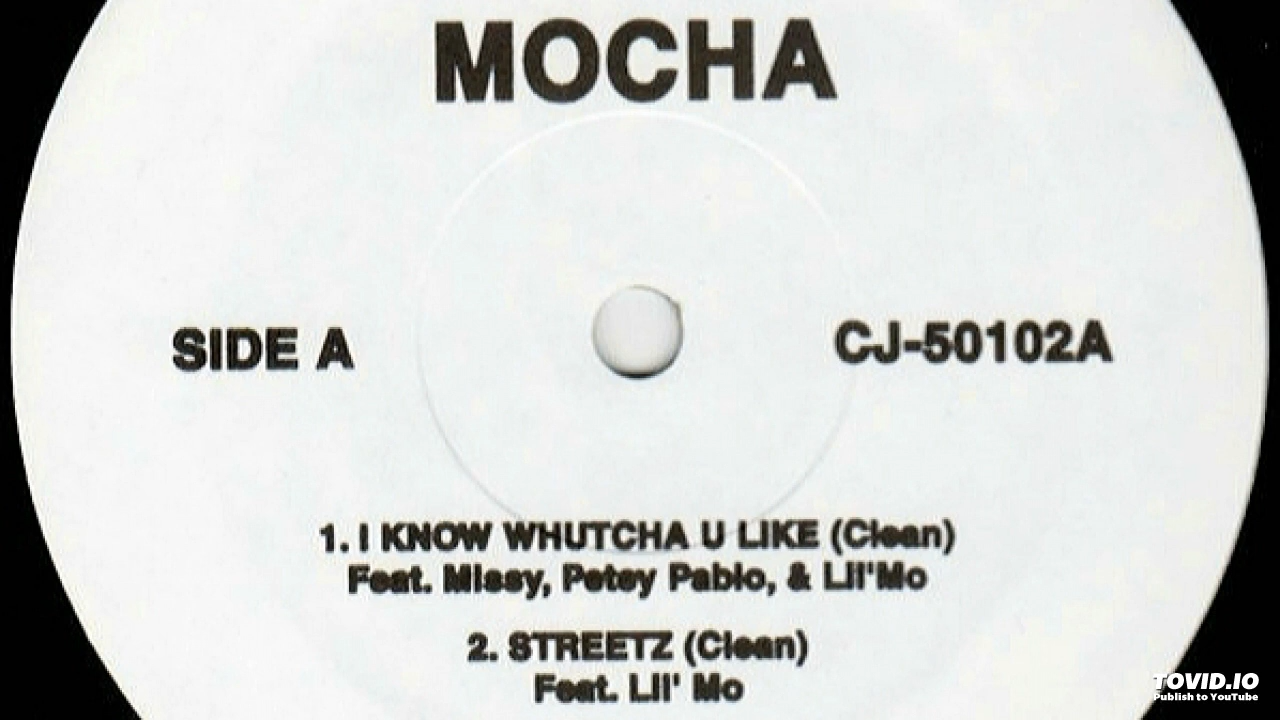 MOCHA
SIDE A
CJ-50102A
1. I KNOW WHUTCHA U LIKE (Clean)
Feat. Missy, Petey Pablo, & Lil'Mo
2. STREETZ (Clean)
Feat. Lil' Mo
TOVID.IO
Publish to YouTube